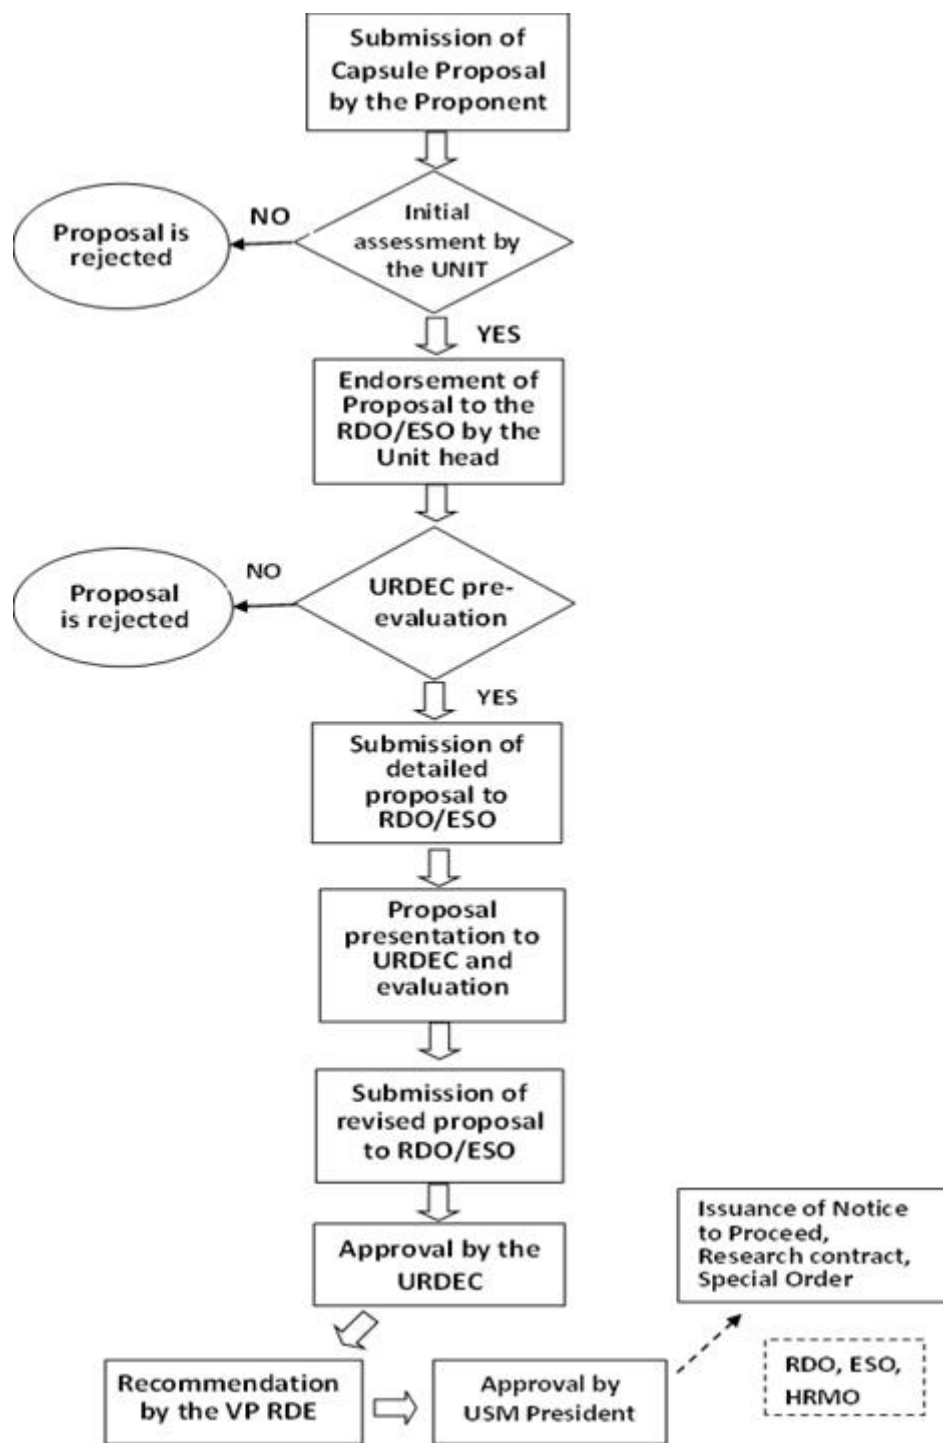 Submission of
Capsule Proposal
by the Proponent
Initial
assessment by
the UNIT
NO
Proposal is
rejected
YES
Endorsement of
Proposal to the
RDO/ESO by the
Unit head
URDEC pre-
evaluation
NO
Proposal
is rejected
YES
Submission of
detailed
proposal to
RDO/ESO
Proposal
presentation to
URDEC and
evaluation
Submission of
revised proposal
to RDO/ESO
Approval by the
URDEC
Recommendation
by the VP RDE
Approval by
USM President
Issuance of Notice
to Proceed,
Research contract,
Special Order
RDO, ESO,
HRMO